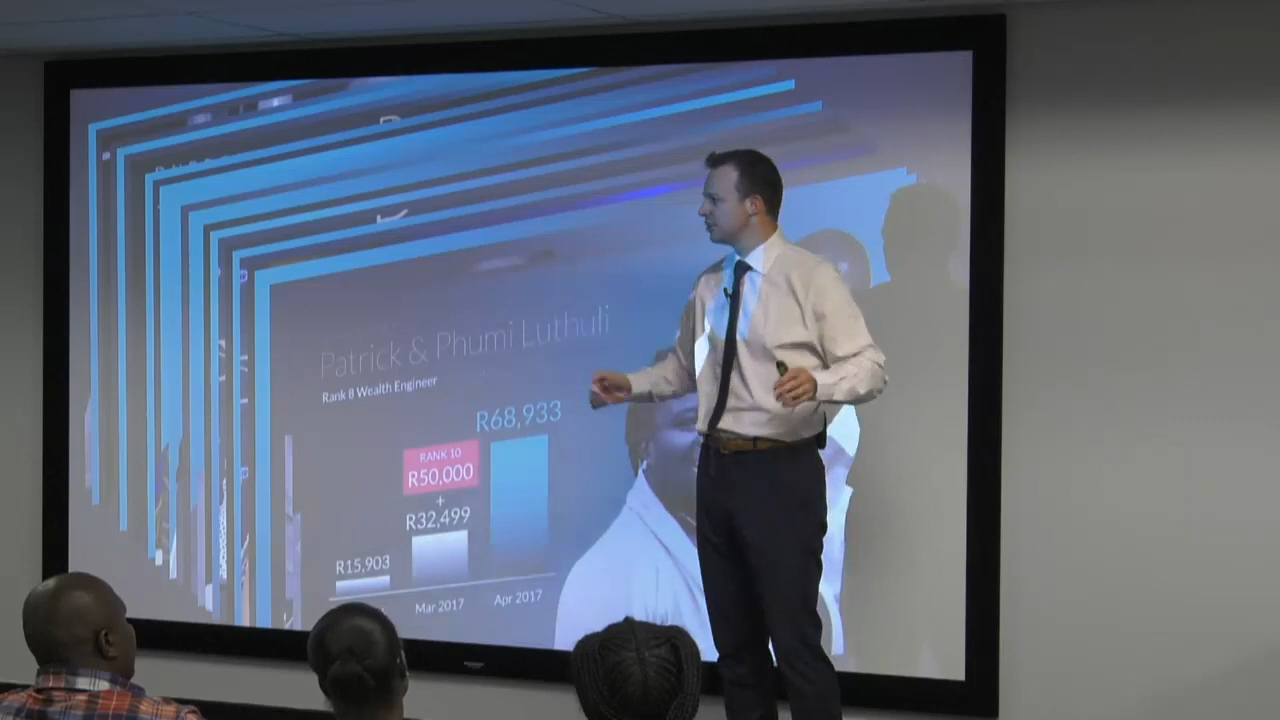 Patrick & Phumi Luthuli
Rank 8 Wealth Engineer
R68,933
RANK 10
R50,000
+
R32,499
R15,903
Mar 2017
Apr 2017